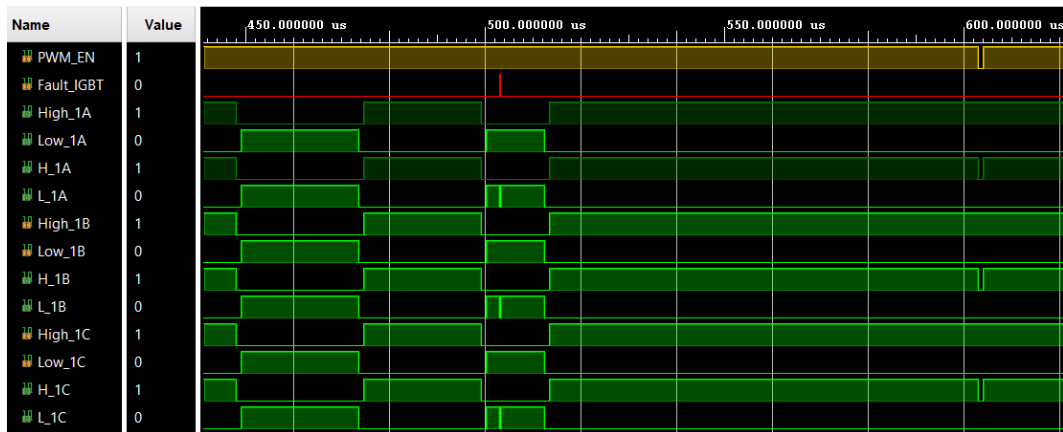 Name Value 450.000000 us 500.000000 us 550.000000 us 600.000000 us
PWM_EN 1
Fault_IGBT 0
High_1A 1
Low_1A 0
H_1A 1
L_1A 0
High_1B 1
Low_1B 0
H_1B 1
L_1B 0
High_1C 1
Low_1C 0
H_1C 1
L_1C 0